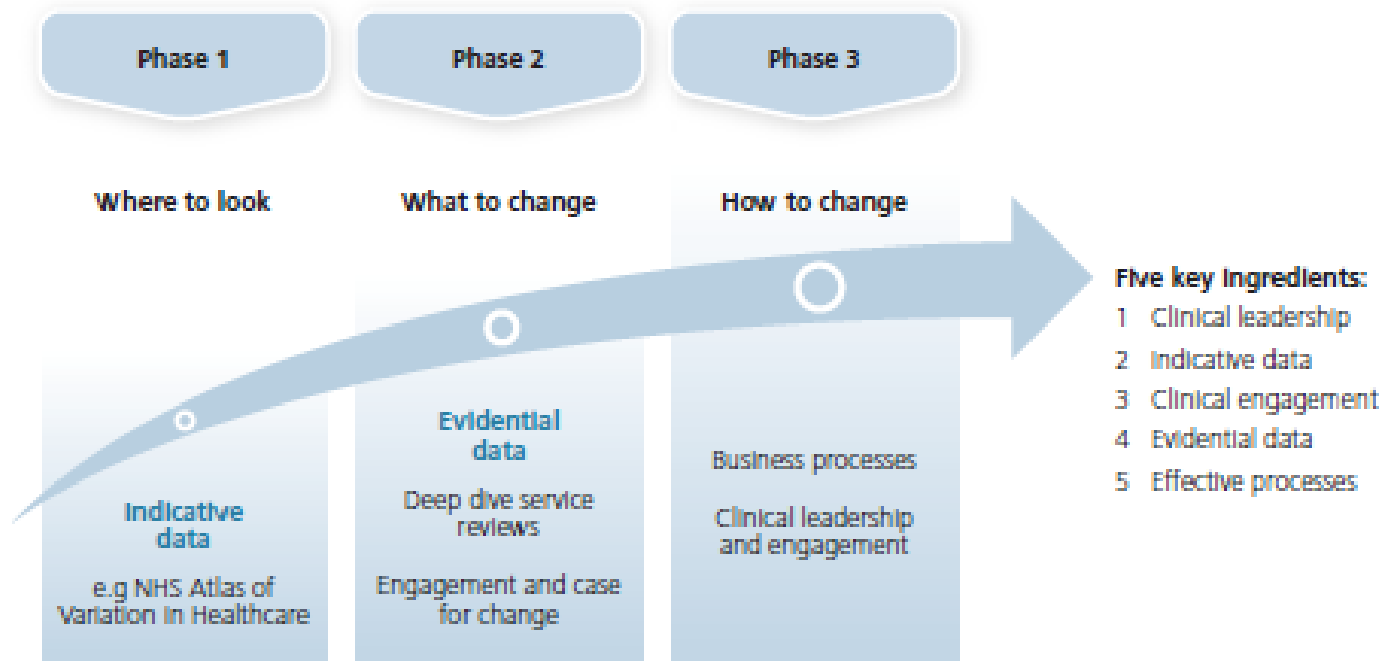 Phase 1
Phase 2
Phase 3
Where to look
What to change
How to change
Indicative
data
e.g NHS Atlas of
Variation in Healthcare
Evidential
data
Deep dive service
reviews
Engagement and case
for change
Business processes
Clinical leadership
and engagement
Five key ingredients:
1 Clinical leadership
2 Indicative data
3 Clinical engagement
4 Evidential data
5 Effective processes